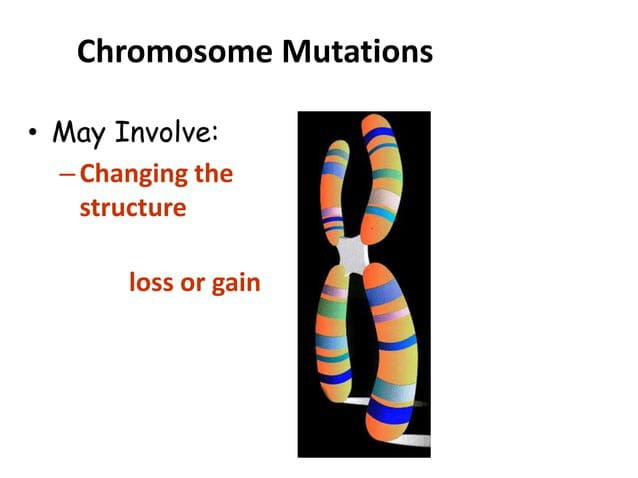 Chromosome Mutations
• May Involve:
– Changing the
structure
loss or gain